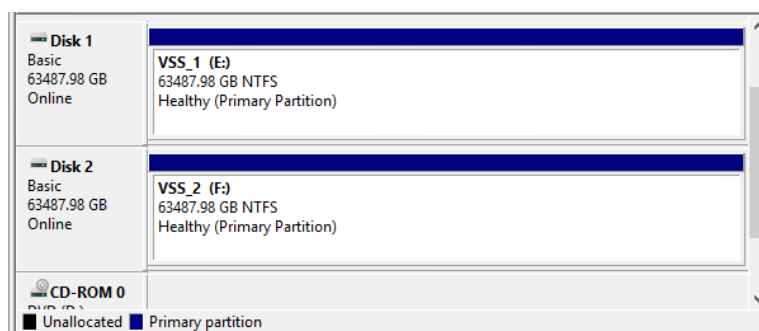 Disk 1
Basic
63487.98 GB
Online
VSS_1 (E:)
63487.98 GB NTFS
Healthy (Primary Partition)
Disk 2
Basic
63487.98 GB
Online
VSS_2 (F:)
63487.98 GB NTFS
Healthy (Primary Partition)
CD-ROM 0
Unallocated Primary partition